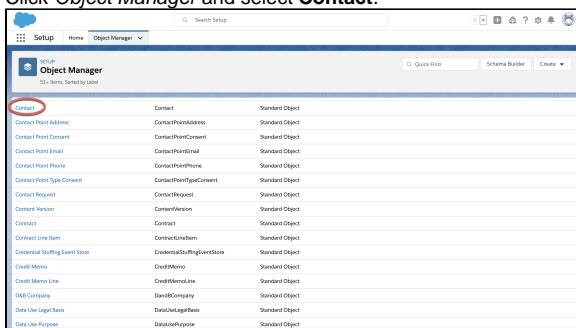 Click Object Manager and select Contact.
Search Setup
Setup Home Object Manager
SETUP
Object Manager
51+ Items, Sorted by Label
Quick Find
Schema Builder
Create
Contact Contact Standard Object
Contact Point Address ContactPointAddress Standard Object
Contact Point Consent ContactPointConsent Standard Object
Contact Point Email ContactPointEmail Standard Object
Contact Point Phone ContactPointPhone Standard Object
Contact Point Type Consent ContactPointTypeConsent Standard Object
Contact Request ContactRequest Standard Object
Content Version ContentVersion Standard Object
Contract Contract Standard Object
Contract Line Item ContractLineItem Standard Object
Credential Stuffing Event Store CredentialStuffingEventStore Standard Object
Credit Memo CreditMemo Standard Object
Credit Memo Line CreditMemoLine Standard Object
D&B Company DandBCompany Standard Object
Data Use Legal Basis DataUseLegalBasis Standard Object
Data Use Purpose DataUsePurpose Standard Object